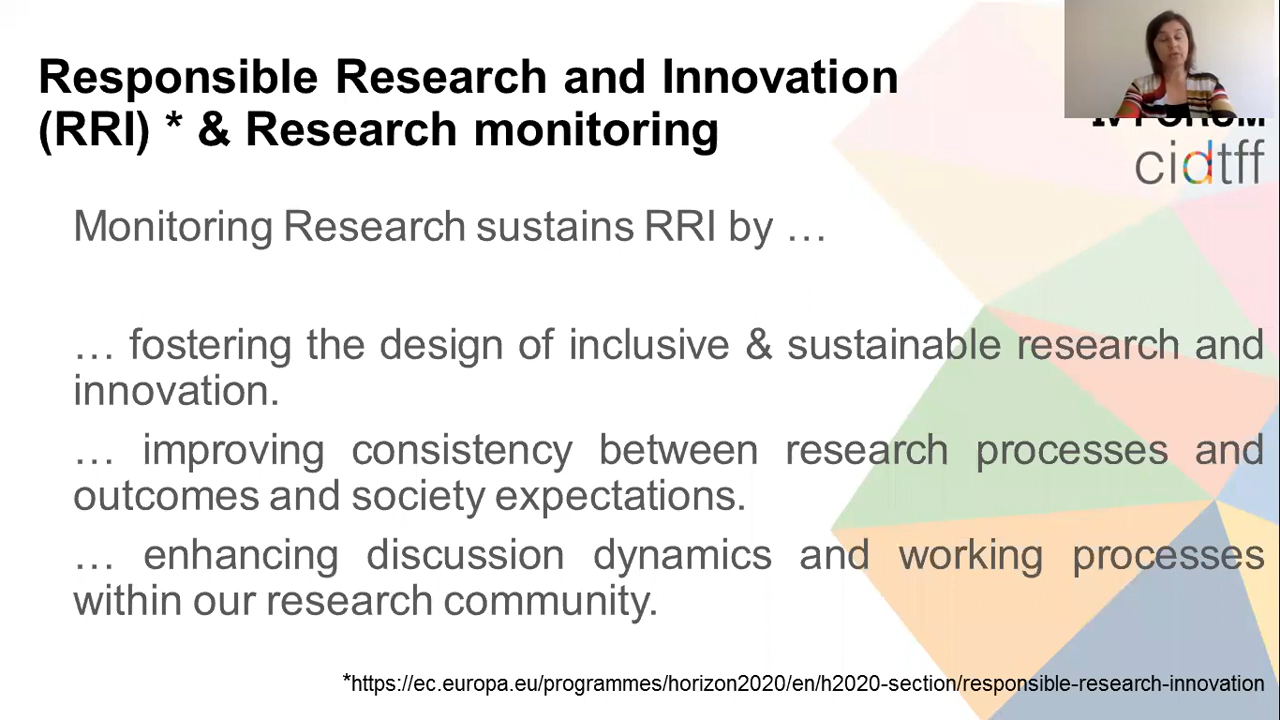 Responsible Research and Innovation
(RRI) * & Research monitoring
IV FORUM
cidtff
Monitoring Research sustains RRI by …
… fostering the design of inclusive & sustainable research and
innovation.
… improving consistency between research processes and
outcomes and society expectations.
… enhancing discussion dynamics and working processes
within our research community.
*https://ec.europa.eu/programmes/horizon2020/en/h2020-section/responsible-research-innovation